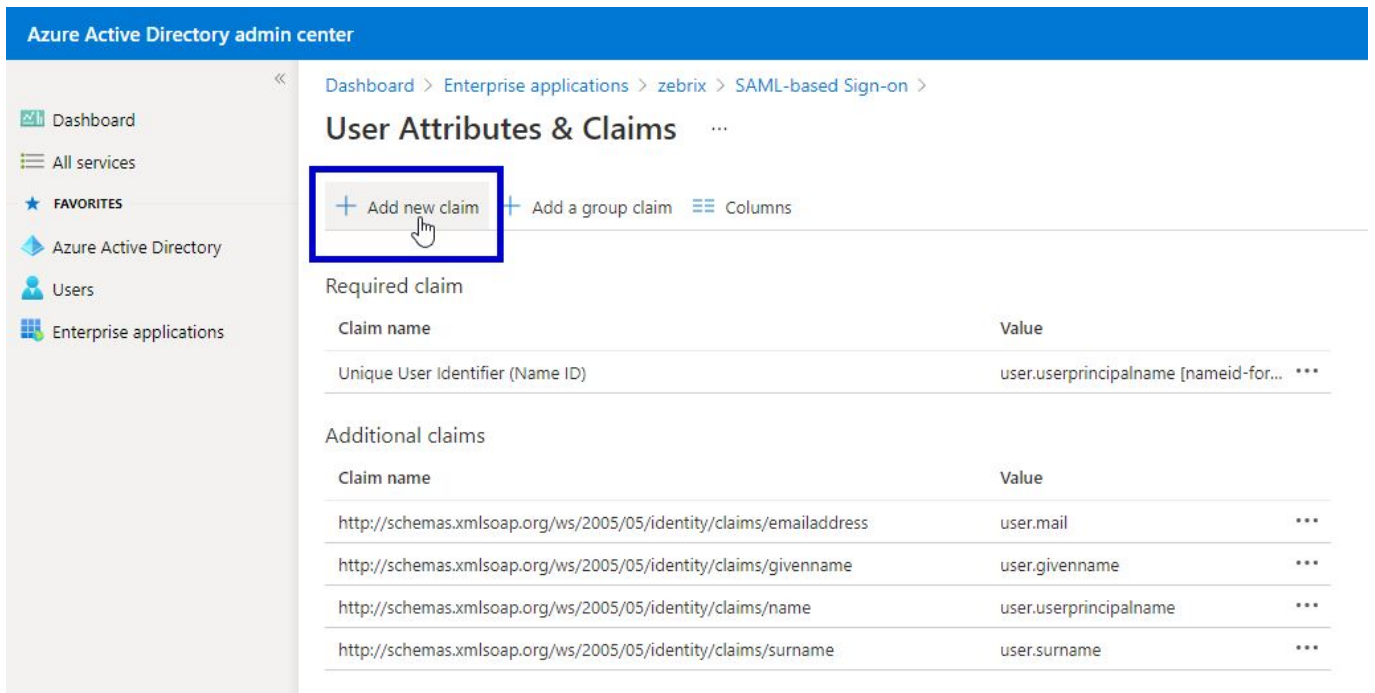 Azure Active Directory admin center
«
Dashboard > Enterprise applications > zebrix > SAML-based Sign-on >
Dashboard
User Attributes & Claims ...
All services
FAVORITES
+ Add new claim + Add a group claim Columns
Azure Active Directory
Required claim
Users
Claim name Value
Enterprise applications
Unique User Identifier (Name ID) user.userprincipalname [nameid-for... •••
Additional claims
Claim name Value
http://schemas.xmlsoap.org/ws/2005/05/identity/claims/emailaddress user.mail •••
http://schemas.xmlsoap.org/ws/2005/05/identity/claims/givenname user.givenname •••
http://schemas.xmlsoap.org/ws/2005/05/identity/claims/name user.userprincipalname •••
http://schemas.xmlsoap.org/ws/2005/05/identity/claims/surname user.surname •••